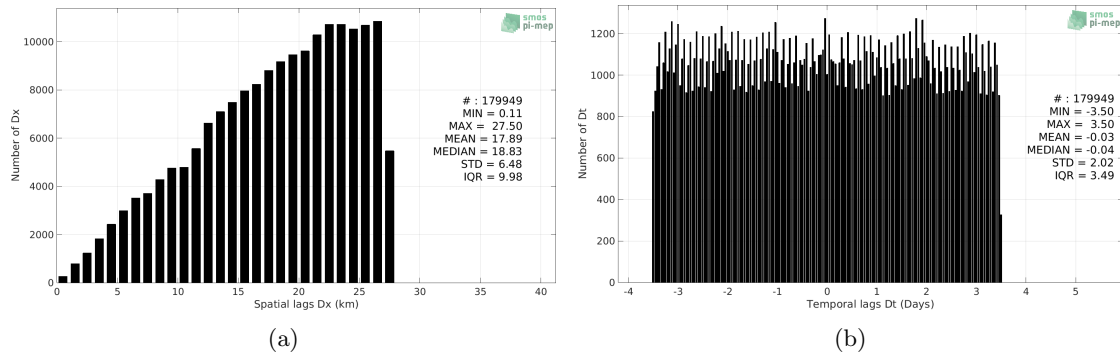 10000
8000
6000
4000
2000
0
Number of Dx
smos
pi-mep
# : 179949
MIN = 0.11
MAX = 27.50
MEAN = 17.89
MEDIAN = 18.83
STD = 6.48
IQR = 9.98
0 5 10 15 20 25 30 35 40
Spatial lags Dx (km)
(a)
1200
1000
800
600
400
200
0
Number of Dt
smos
pi-mep
# : 179949
MIN = -3.50
MAX = 3.50
MEAN = -0.03
MEDIAN = -0.04
STD = 2.02
IQR = 3.49
-4 -3 -2 -1 0 1 2 3 4 5
Temporal lags Dt (Days)
(b)